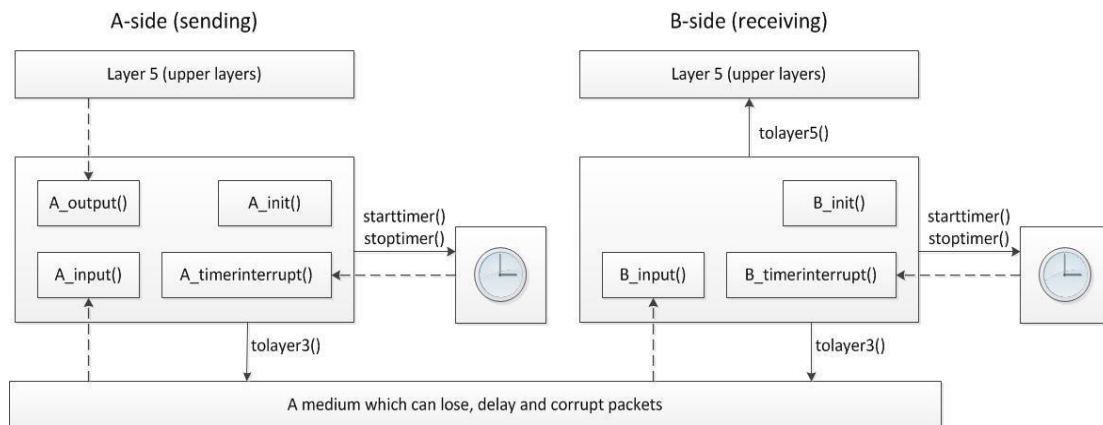 A-side (sending)
B-side (receiving)
Layer 5 (upper layers)
Layer 5 (upper layers)
tolayer5()
A_output()
A_init()
B_init()
starttimer()
stoptimer()
starttimer()
stoptimer()
A_input()
A_timerinterrupt()
B_input()
B_timerinterrupt()
tolayer3()
tolayer3()
A medium which can lose, delay and corrupt packets